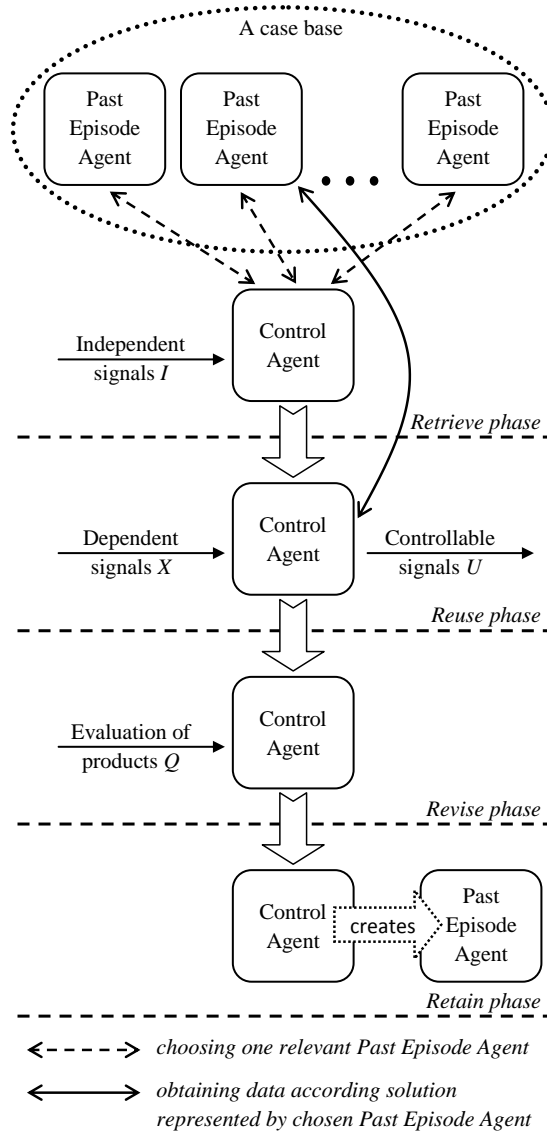 A case base
Past
Episode
Agent
Past
Episode
Agent
Past
Episode
Agent
Control
Agent
Independent
signals I
Retrieve phase
Control
Agent
Dependent
signals X
Controllable
signals U
Reuse phase
Control
Agent
Evaluation of
products Q
Revise phase
Control
Agent
creates
Past
Episode
Agent
Retain phase
choosing one relevant Past Episode Agent
obtaining data according solution
represented by chosen Past Episode Agent